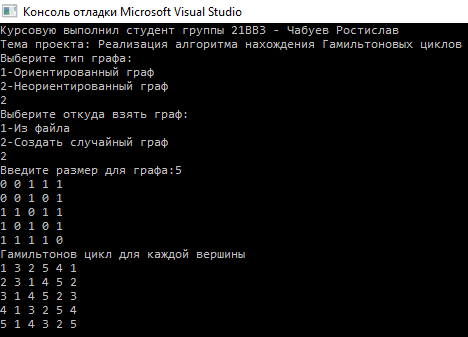 Консоль отладки Microsoft Visual Studio
Курсовую выполнил студент группы 21ВВ3 - Чабуев Ростислав
Тема проекта: Реализация алгоритма нахождения Гамильтоновых циклов
Выберите тип графа:
1-Ориентированный граф
2-Неориентированный граф
2
Выберите откуда взять граф:
1-Из файла
2-Создать случайный граф
2
Введите размер для графа:5
0 0 1 1 1
0 0 1 0 1
1 1 0 1 1
1 0 1 0 1
1 1 1 1 0
Гамильтонов цикл для каждой вершины
1 3 2 5 4 1
2 3 1 4 5 2
3 1 4 5 2 3
4 1 3 2 5 4
5 1 4 3 2 5